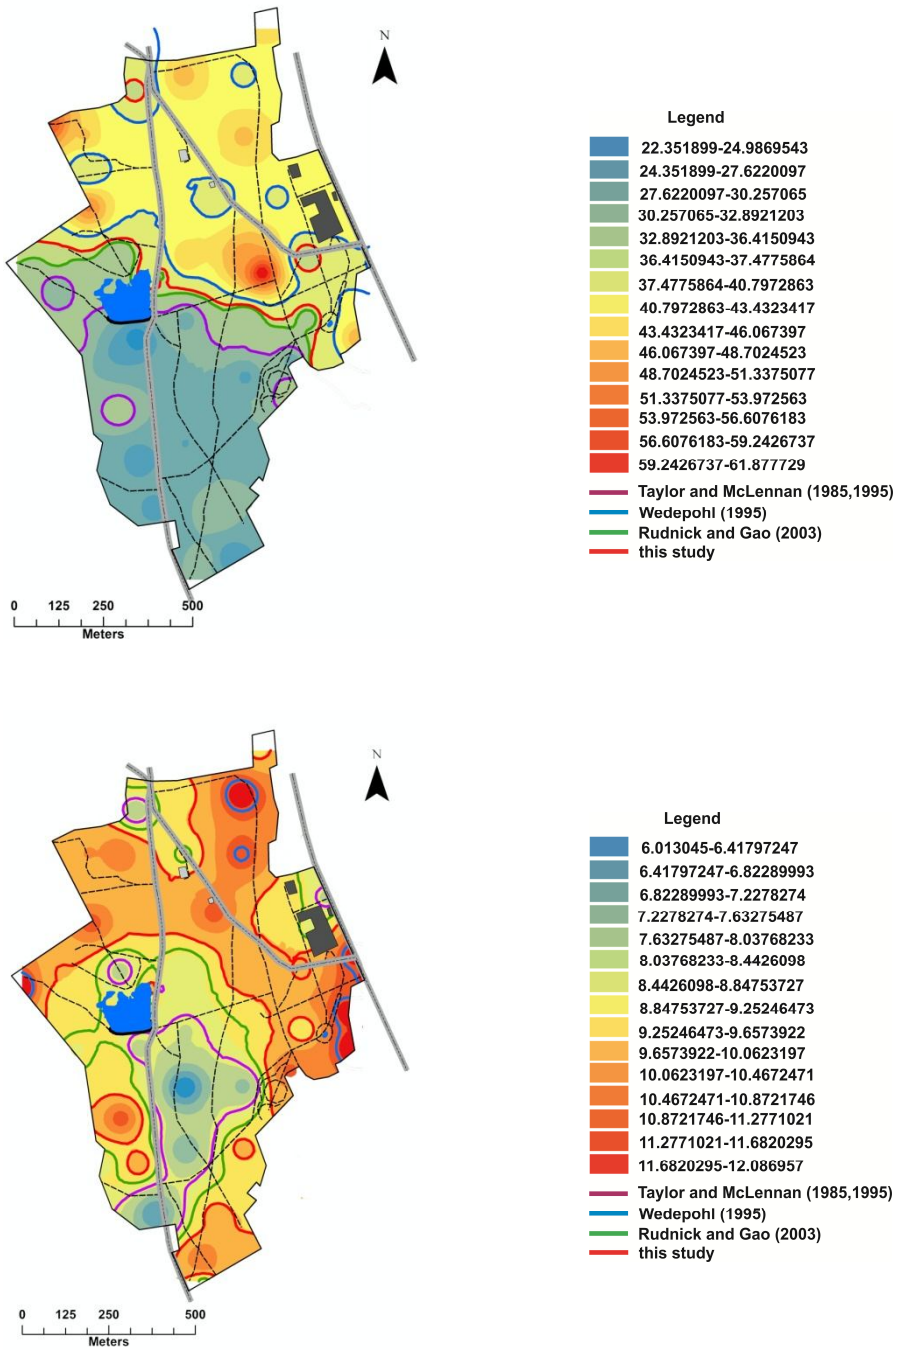 N
Legend
22.351899-24.9869543
24.351899-27.6220097
27.6220097-30.257065
30.257065-32.8921203
32.8921203-36.4150943
36.4150943-37.4775864
37.4775864-40.7972863
40.7972863-43.4323417
43.4323417-46.067397
46.067397-48.7024523
48.7024523-51.3375077
51.3375077-53.972563
53.972563-56.6076183
56.6076183-59.2426737
59.2426737-61.877729
Taylor and McLennan (1985,1995)
Wedepohl (1995)
Rudnick and Gao (2003)
this study
0 125 250 500
Meters
N
Legend
6.013045-6.41797247
6.41797247-6.82289993
6.82289993-7.2278274
7.2278274-7.63275487
7.63275487-8.03768233
8.03768233-8.4426098
8.4426098-8.84753727
8.84753727-9.25246473
9.25246473-9.6573922
9.6573922-10.0623197
10.0623197-10.4672471
10.4672471-10.8721746
10.8721746-11.2771021
11.2771021-11.6820295
11.6820295-12.086957
Taylor and McLennan (1985,1995)
Wedepohl (1995)
Rudnick and Gao (2003)
this study
0 125 250 500
Meters